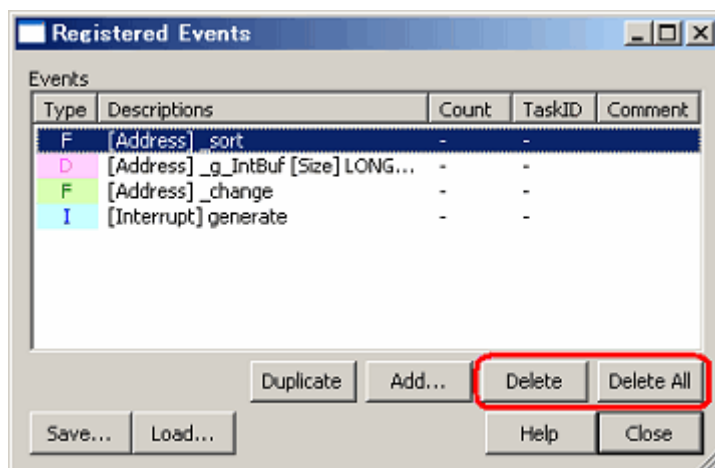 Registered Events
Events
Type Descriptions Count TaskID Comment
F [Address] _sort - -
D [Address] _g_IntBuf [Size] LONG... - -
F [Address] _change - -
I [Interrupt] generate - -
Duplicate Add... Delete Delete All
Save... Load... Help Close